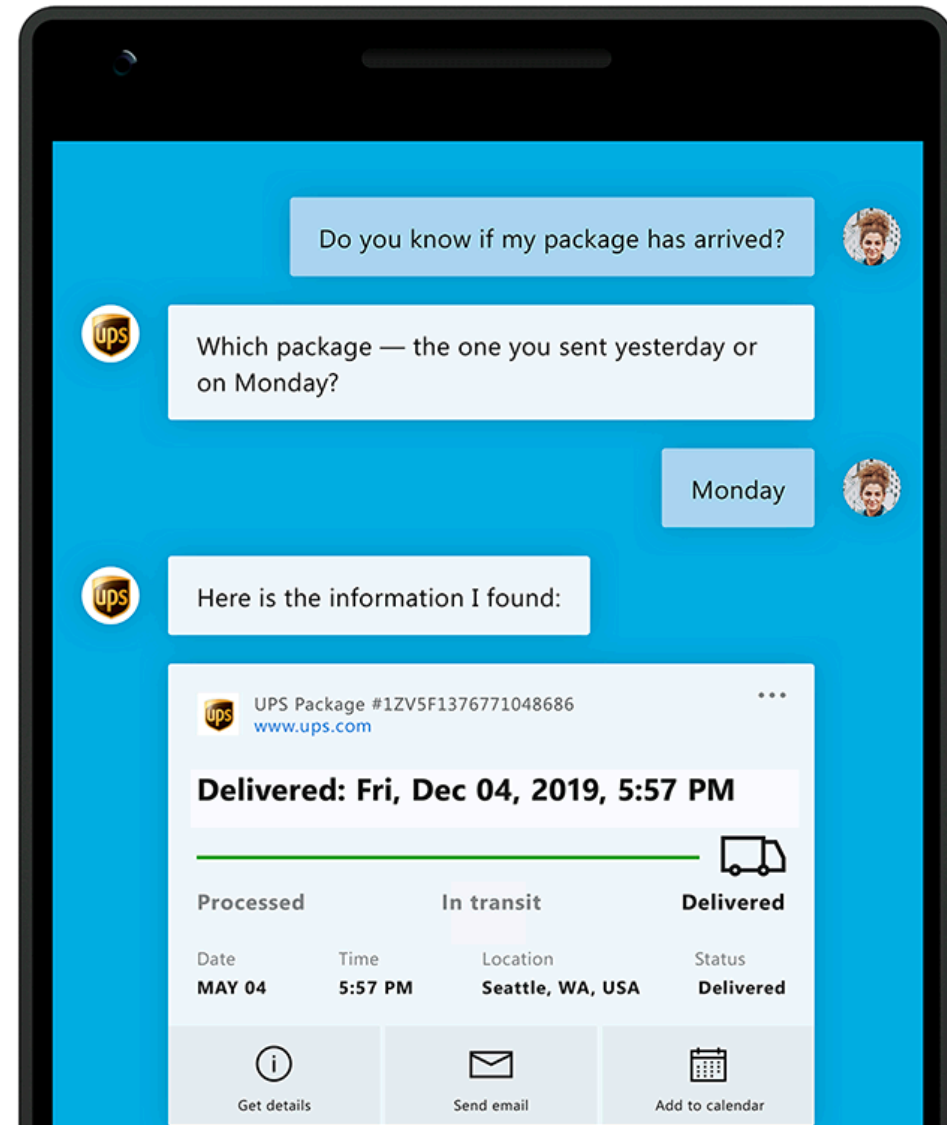 Do you know if my package has arrived?
ups
Which package — the one you sent yesterday or
on Monday?
Monday
ups
Here is the information I found:
ups
UPS Package #1ZV5F1376771048686
www.ups.com
Delivered: Fri, Dec 04, 2019, 5:57 PM
Processed In transit Delivered
Date Time Location Status
MAY 04 5:57 PM Seattle, WA, USA Delivered
Get details Send email Add to calendar